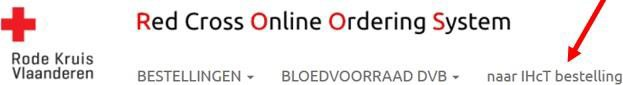 Red Cross Online Ordering System
Rode Kruis
Vlaanderen
BESTELLINGEN BLOEDVOORRAAD DVB naar IHcT bestelling